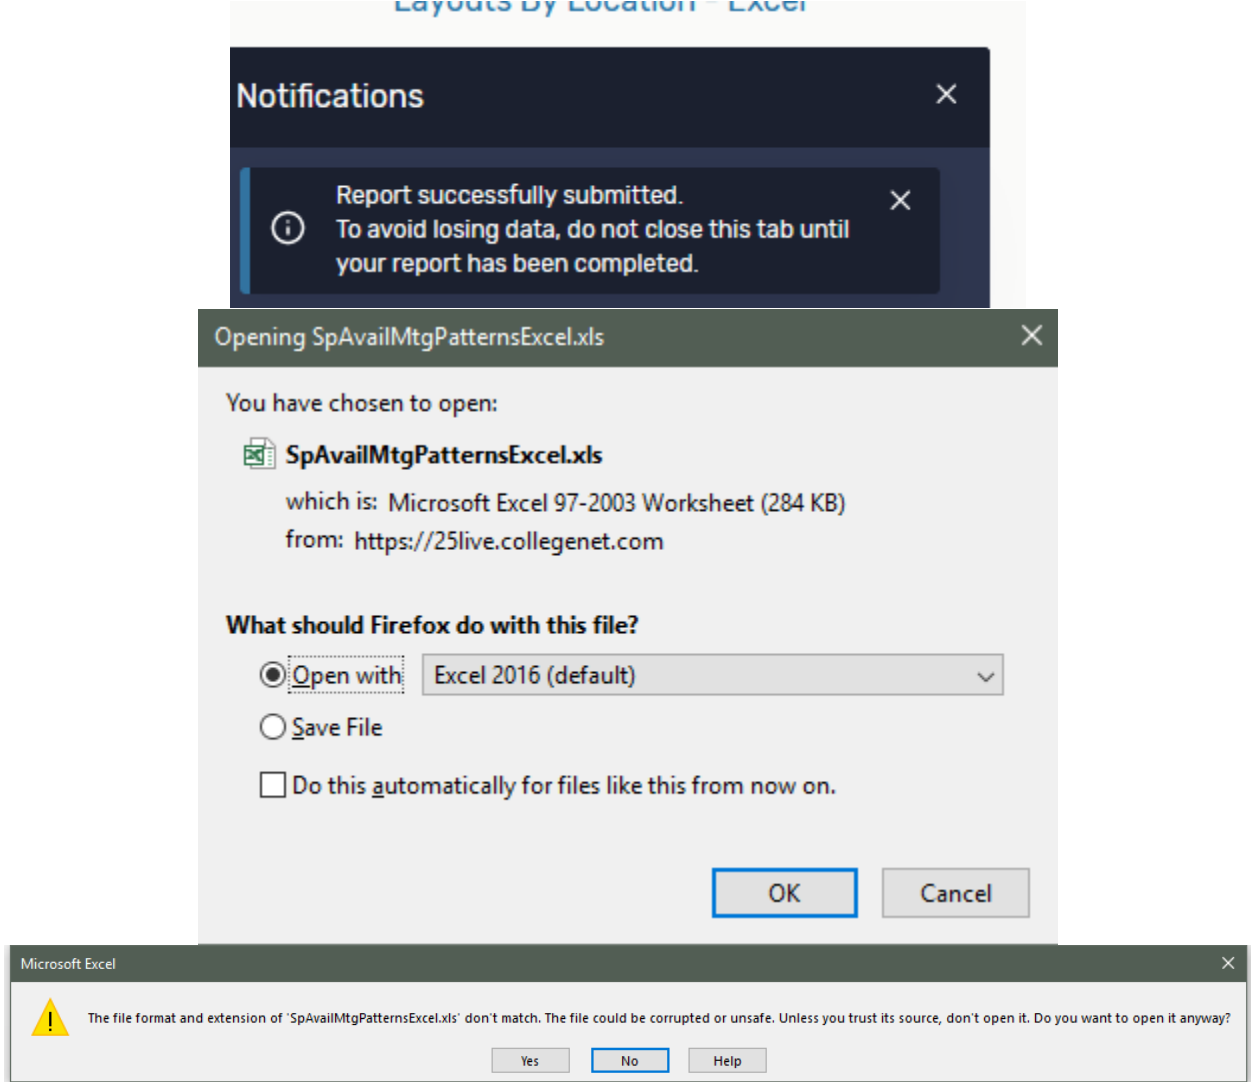 Layouts By Location - Excel
Notifications
Report successfully submitted.
To avoid losing data, do not close this tab until
your report has been completed.
Opening SpAvailMtgPatternsExcel.xls
You have chosen to open:
SpAvailMtgPatternsExcel.xls
which is: Microsoft Excel 97-2003 Worksheet (284 KB)
from: https://25live.collegenet.com
What should Firefox do with this file?
Open with Excel 2016 (default)
Save File
Do this automatically for files like this from now on.
OK Cancel
Microsoft Excel
The file format and extension of 'SpAvailMtgPatternsExcel.xls' don't match. The file could be corrupted or unsafe. Unless you trust its source, don't open it. Do you want to open it anyway?
Yes No Help